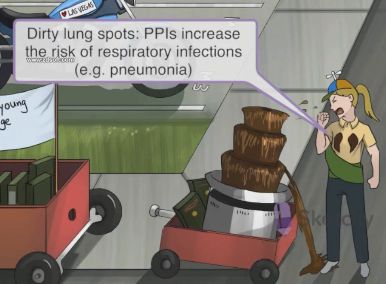 LAS VEGAS
Dirty lung spots: PPIs increase
the risk of respiratory infections
(e.g. pneumonia)
young
ge